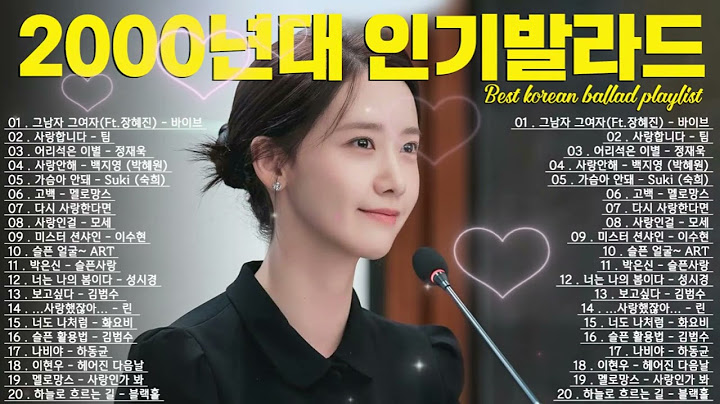 2000년대 인기발라드
Best korean ballad playlist
01 . 그남자 그여자(Ft.장혜진) - 바이브
02 . 사랑합니다 - 팀
03 . 어리석은 이별 - 정재욱
04 . 사랑안해 - 백지영 (박혜원)
05 . 가슴아 안돼 - Suki (숙희)
06 . 고백 - 멜로망스
07 . 다시 사랑한다면
08 . 사랑인걸 - 모세
09 . 미스터 션샤인 - 이수현
10 . 슬픈 얼굴~ ART
11 . 박은신 - 슬픈사랑
12 . 너는 나의 봄이다 - 성시경
13 . 보고싶다 - 김범수
14 . ...사랑했잖아... - 린
15 . 너도 나처럼 - 화요비
16 . 슬픔 활용법 - 김범수
17 . 나비야 - 하동균
18 . 이현우 - 헤어진 다음날
19 . 멜로망스 - 사랑인가 봐
20 . 하늘로 흐르는 길 - 블랙홀
01 . 그남자 그여자(Ft.장혜진) - 바이브
02 . 사랑합니다 - 팀
03 . 어리석은 이별 - 정재욱
04 . 사랑안해 - 백지영 (박혜원)
05 . 가슴아 안돼 - Suki (숙희)
06 . 고백 - 멜로망스
07 . 다시 사랑한다면
08 . 사랑인걸 - 모세
09 . 미스터 션샤인 - 이수현
10 . 슬픈 얼굴~ ART
11 . 박은신 - 슬픈사랑
12 . 너는 나의 봄이다 - 성시경
13 . 보고싶다 - 김범수
14 . ...사랑했잖아... - 린
15 . 너도 나처럼 - 화요비
16 . 슬픔 활용법 - 김범수
17 . 나비야 - 하동균
18 . 이현우 - 헤어진 다음날
19 . 멜로망스 - 사랑인가 봐
20 . 하늘로 흐르는 길 - 블랙홀